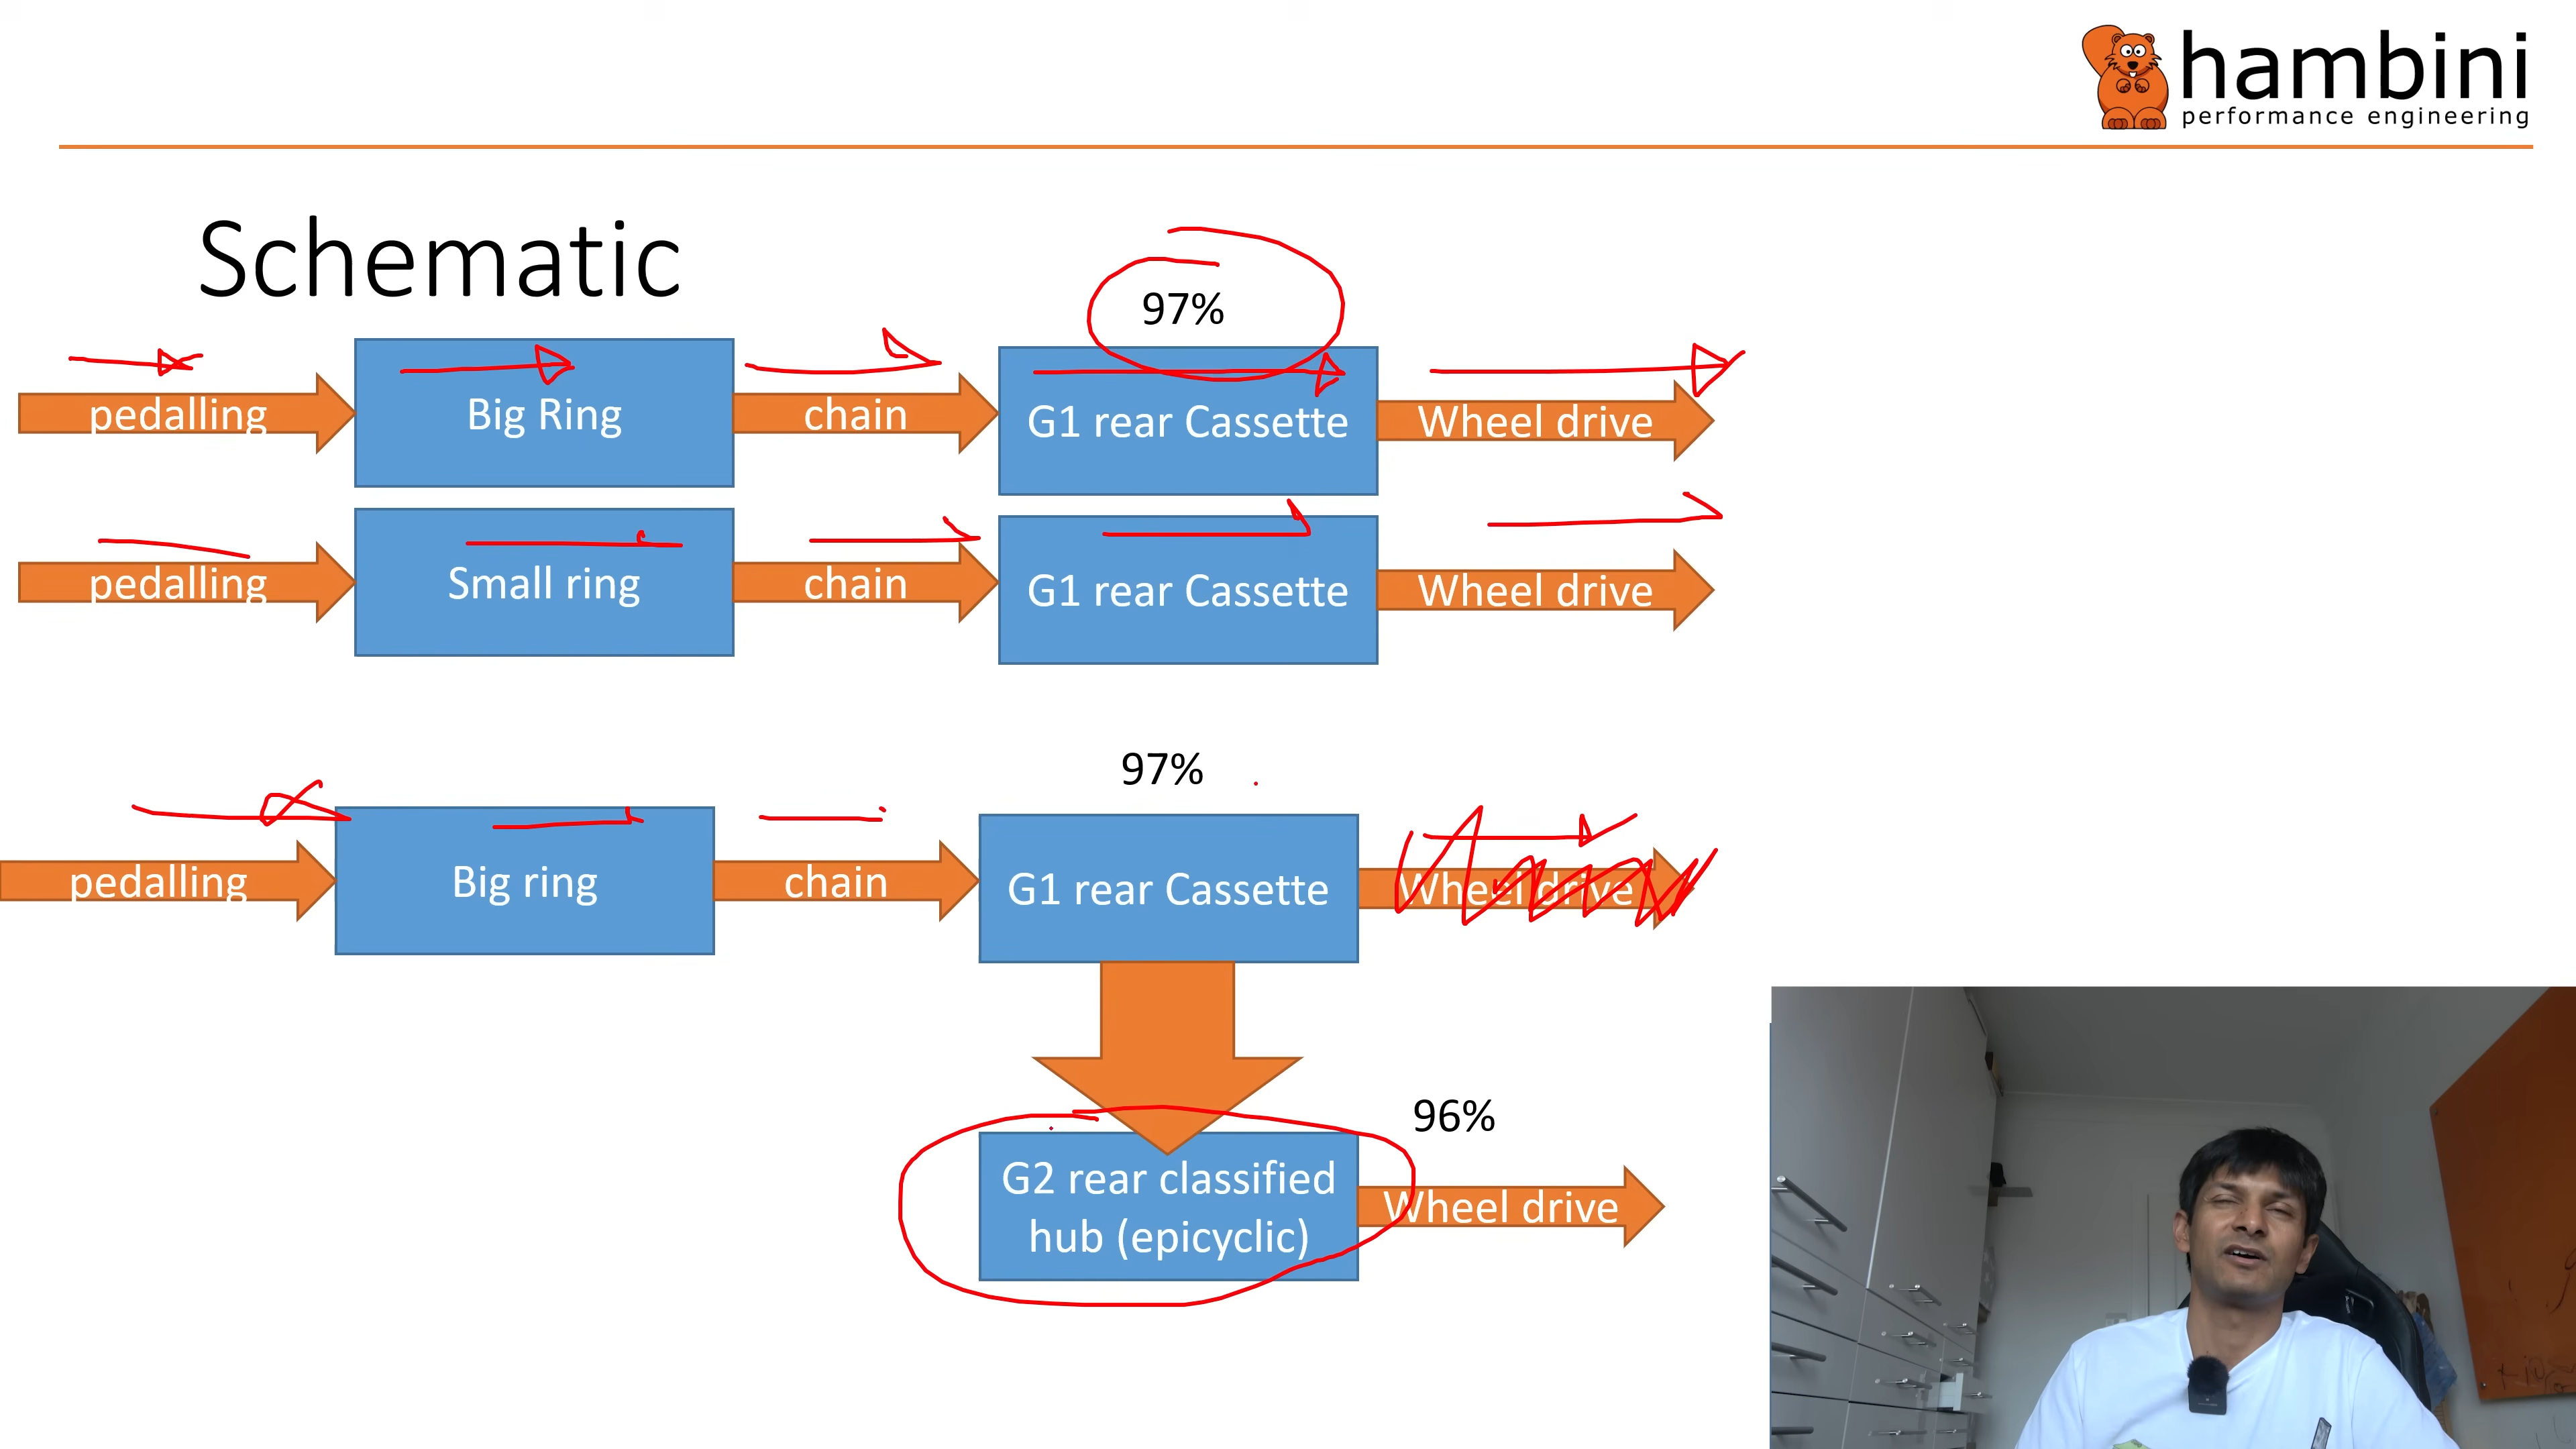 hambini
performance engineering
Schematic
97%
pedalling
Big Ring
chain
G1 rear Cassette
Wheel drive
pedalling
Small ring
chain
G1 rear Cassette
Wheel drive
97%
pedalling
Big ring
chain
G1 rear Cassette
Wheel drive
96%
G2 rear classified
hub (epicyclic)
Wheel drive